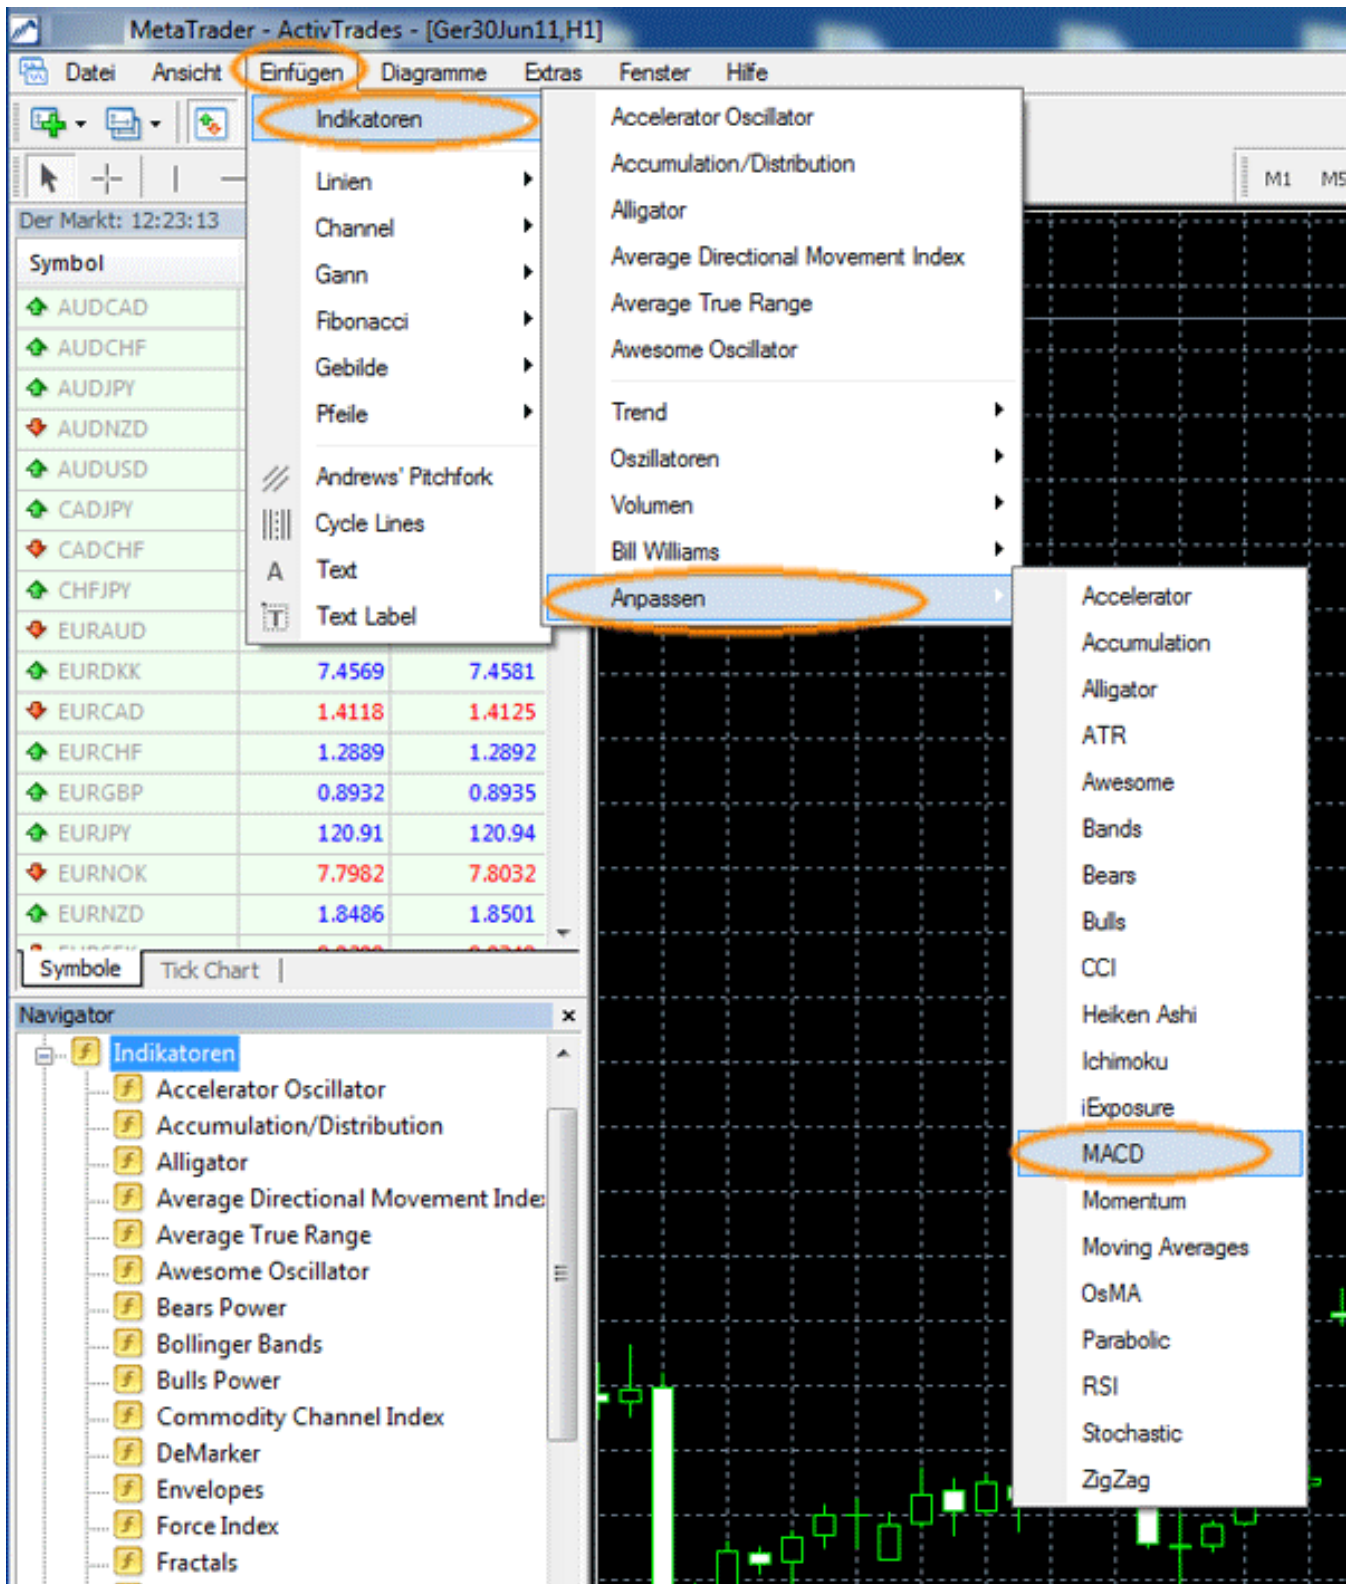 MetaTrader - ActivTrades - [Ger30Jun11,H1]
Datei Ansicht Einfügen Diagramme Extras Fenster Hilfe
Indikatoren
Linien
Channel
Gann
Fibonacci
Gebilde
Pfeile
Andrews' Pitchfork
Cycle Lines
A Text
T Text Label
Accelerator Oscillator
Accumulation/Distribution
Alligator
Average Directional Movement Index
Average True Range
Awesome Oscillator
Trend
Oszillatoren
Volumen
Bill Williams
Anpassen
Accelerator
Accumulation
Alligator
ATR
Awesome
Bands
Bears
Bulls
CCI
Heiken Ashi
Ichimoku
iExposure
MACD
Momentum
Moving Averages
OsMA
Parabolic
RSI
Stochastic
ZigZag
M1 M5
Der Markt: 12:23:13
Symbol
AUDCAD
AUDCHF
AUDJPY
AUDNZD
AUDUSD
CADJPY
CADCHF
CHFJPY
EURAUD
EURDKK 7.4569 7.4581
EURCAD 1.4118 1.4125
EURCHF 1.2889 1.2892
EURGBP 0.8932 0.8935
EURJPY 120.91 120.94
EURNOK 7.7982 7.8032
EURNZD 1.8486 1.8501
Symbole Tick Chart
Navigator
Indikatoren
Accelerator Oscillator
Accumulation/Distribution
Alligator
Average Directional Movement Inde
Average True Range
Awesome Oscillator
Bears Power
Bollinger Bands
Bulls Power
Commodity Channel Index
DeMarker
Envelopes
Force Index
Fractals